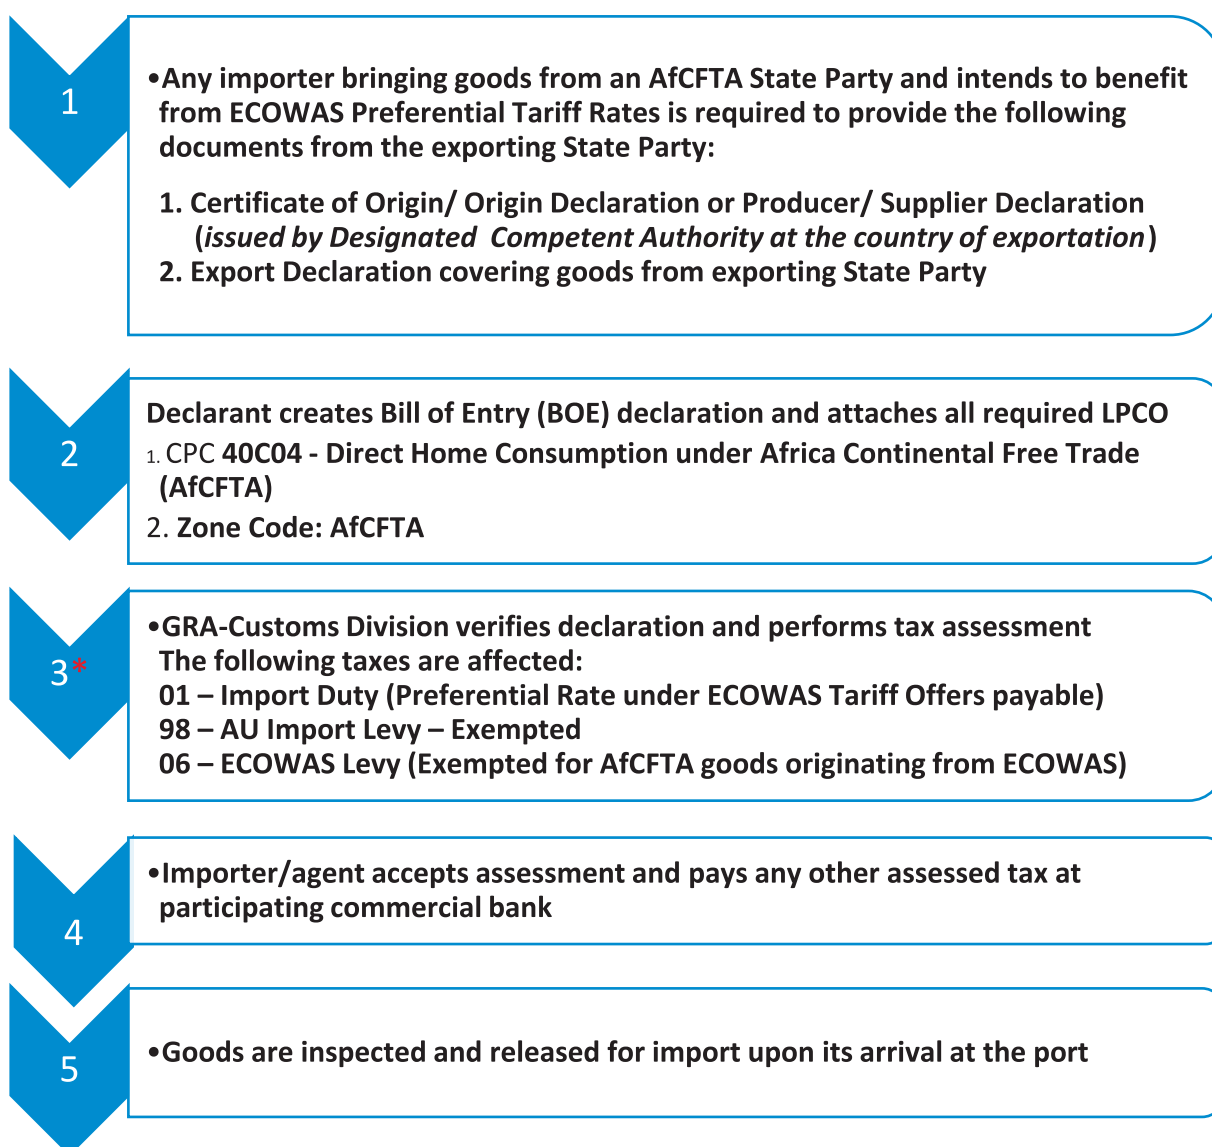 1
•Any importer bringing goods from an AfCFTA State Party and intends to benefit
from ECOWAS Preferential Tariff Rates is required to provide the following
documents from the exporting State Party:
1. Certificate of Origin/ Origin Declaration or Producer/ Supplier Declaration
(issued by Designated Competent Authority at the country of exportation)
2. Export Declaration covering goods from exporting State Party
2
Declarant creates Bill of Entry (BOE) declaration and attaches all required LPCO
1. CPC 40C04 - Direct Home Consumption under Africa Continental Free Trade
(AfCFTA)
2. Zone Code: AfCFTA
3*
•GRA-Customs Division verifies declaration and performs tax assessment
The following taxes are affected:
01 – Import Duty (Preferential Rate under ECOWAS Tariff Offers payable)
98 – AU Import Levy – Exempted
06 – ECOWAS Levy (Exempted for AfCFTA goods originating from ECOWAS)
4
•Importer/agent accepts assessment and pays any other assessed tax at
participating commercial bank
5
•Goods are inspected and released for import upon its arrival at the port